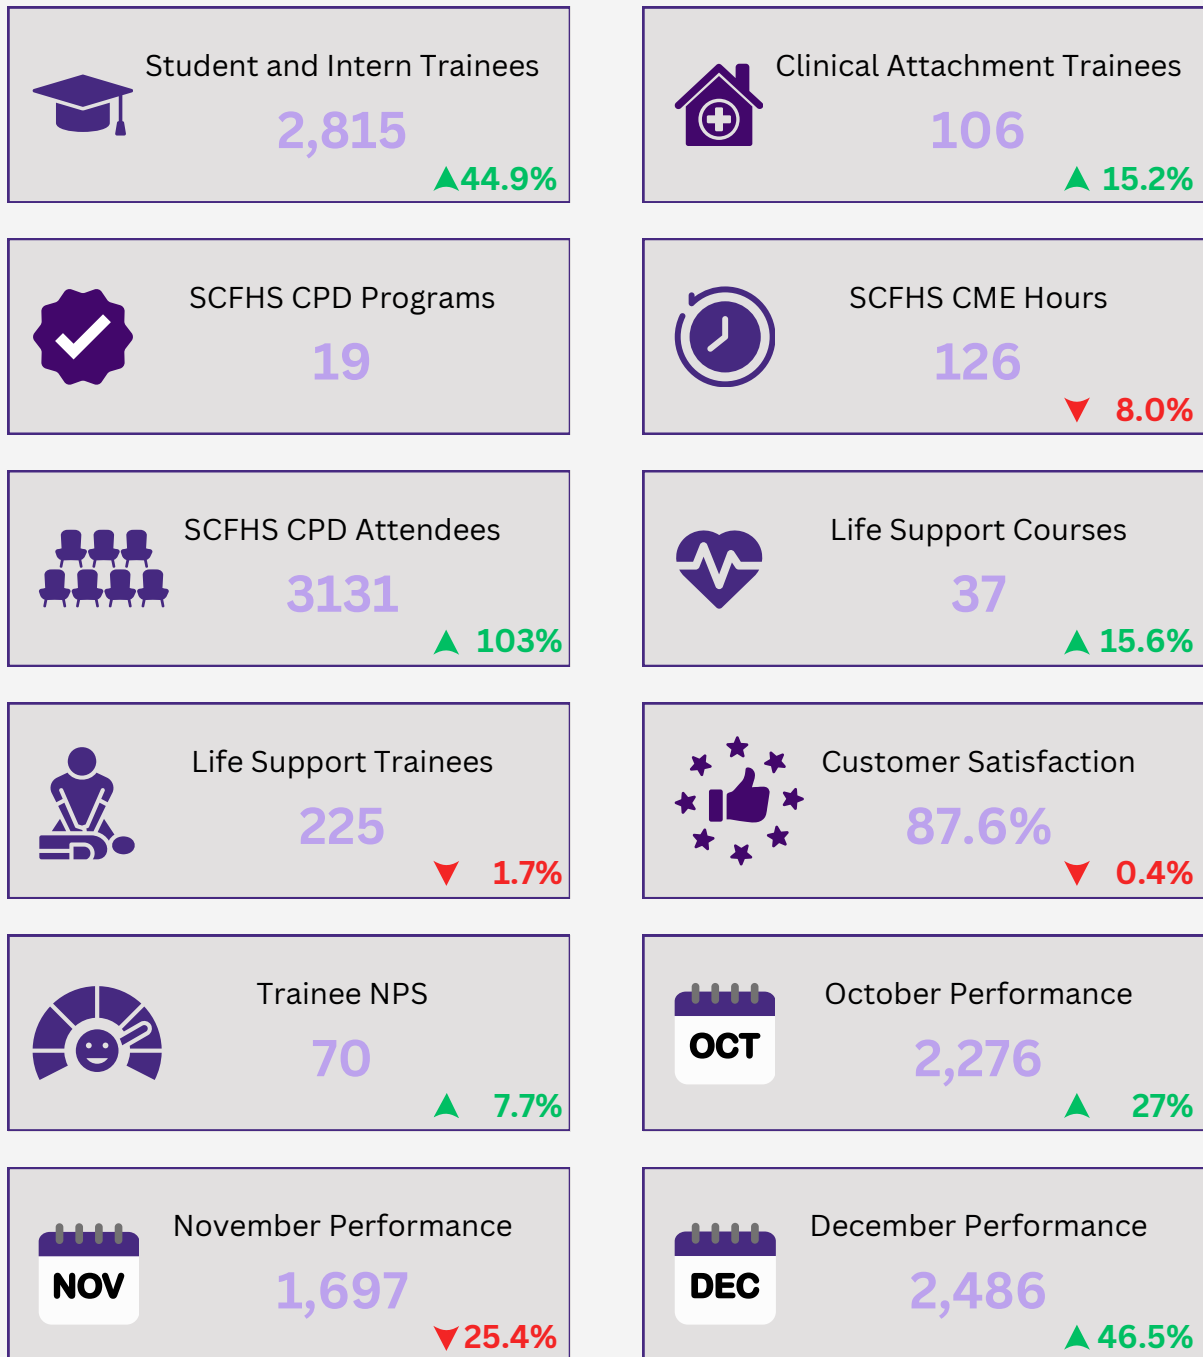 Student and Intern Trainees
2,815
44.9%
Clinical Attachment Trainees
106
15.2%
SCFHS CPD Programs
19
SCFHS CME Hours
126
8.0%
SCFHS CPD Attendees
3131
103%
Life Support Courses
37
15.6%
Life Support Trainees
225
1.7%
Customer Satisfaction
87.6%
0.4%
Trainee NPS
70
7.7%
October Performance
OCT
2,276
27%
November Performance
NOV
1,697
25.4%
December Performance
DEC
2,486
46.5%